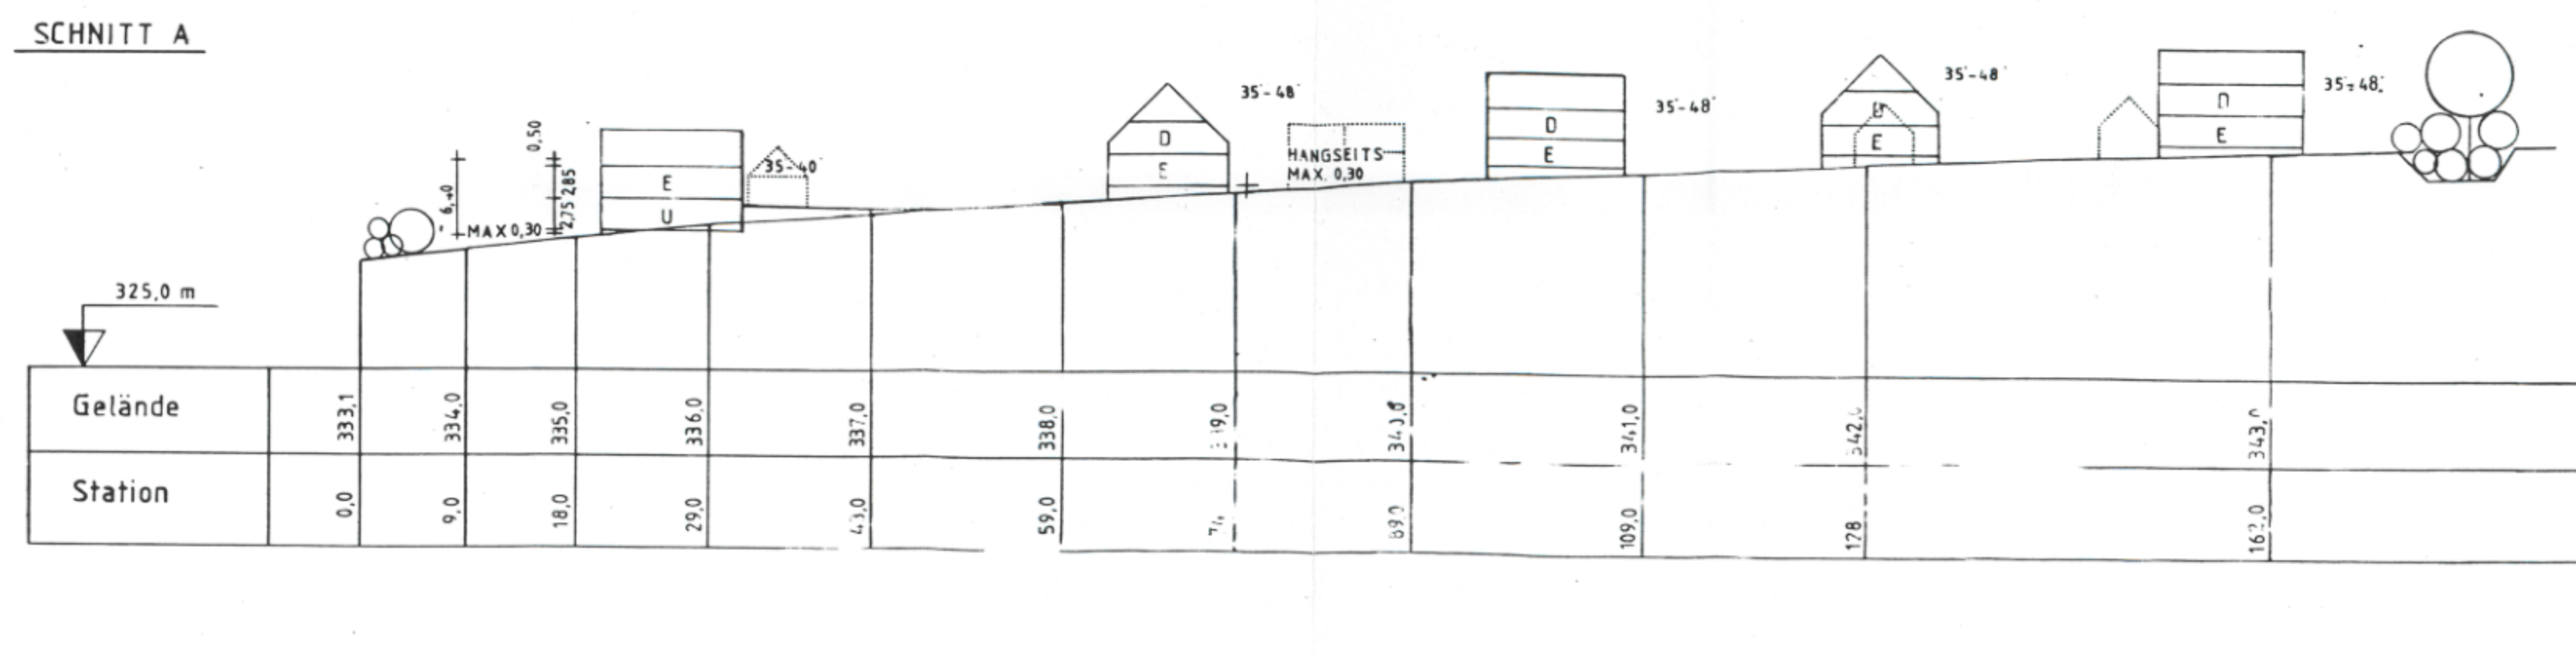 SCHNITT A
0,50
6,40
MAX 0,30
2,75 2,85
E
U
35°-40°
D
E
35°-48°
HANGSEITS
MAX. 0,30
D
E
35°-48°
D
E
35°-48°
D
E
35°-48°
325,0 m
Gelände 333,1 334,0 335,0 336,0 337,0 338,0 341,0 342,0 343,0
Station 0,0 9,0 18,0 29,0 59,0 109,0 128